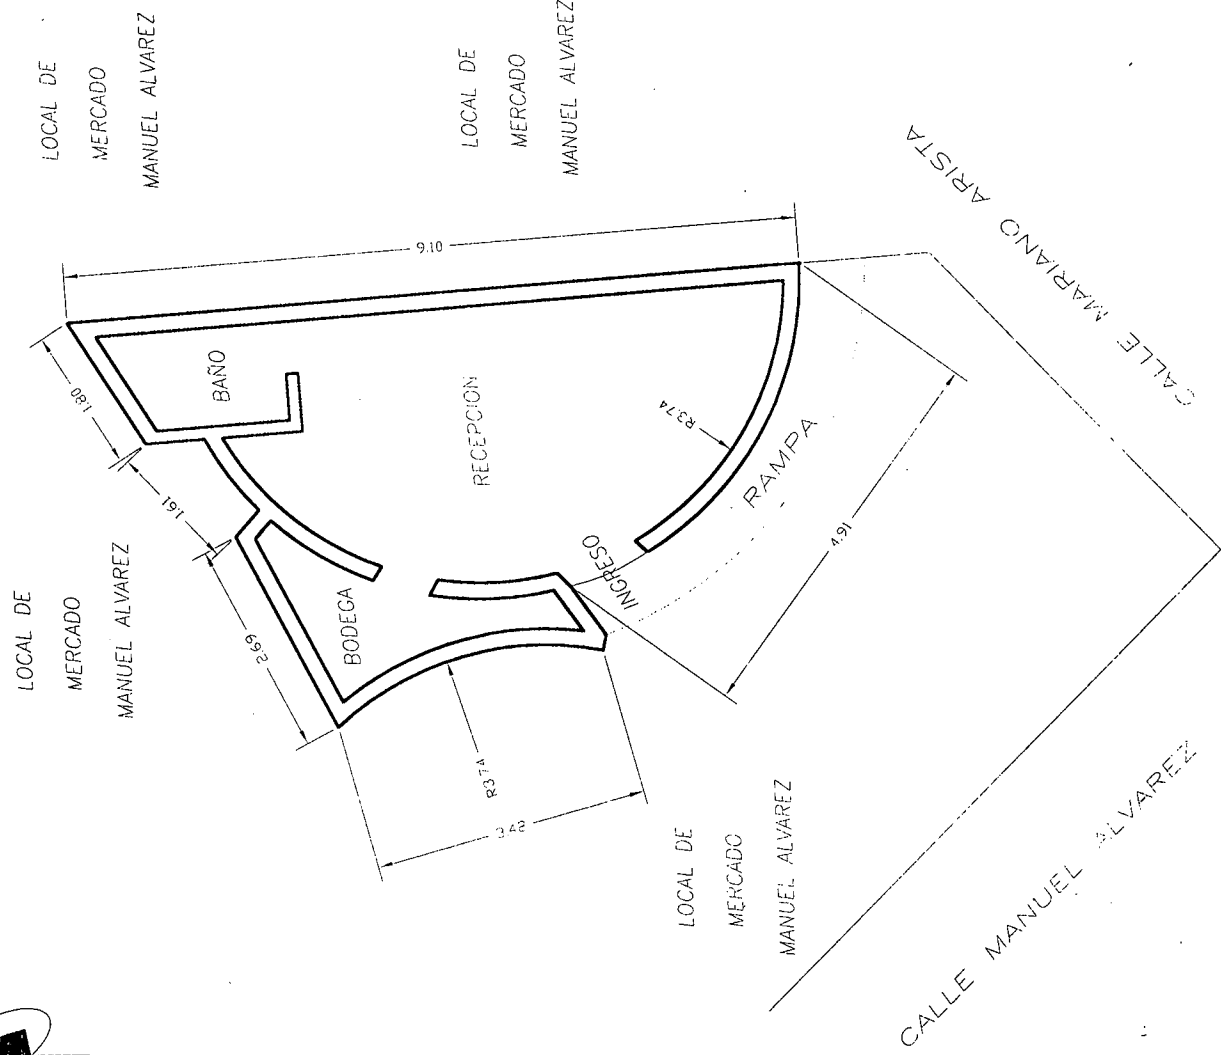 LOCAL DE
MERCADO
MANUEL ALVAREZ
LOCAL DE
MERCADO
MANUEL ALVAREZ
CALLE MARIANO ARISTA
9.10
1.80
BAÑO
RECEPCION
R3.74
RAMPA
1.61
LOCAL DE
MERCADO
MANUEL ALVAREZ
2.69
BODEGA
INGRESO
4.91
R3.74
3.42
LOCAL DE
MERCADO
MANUEL ALVAREZ
CALLE MANUEL ALVAREZ